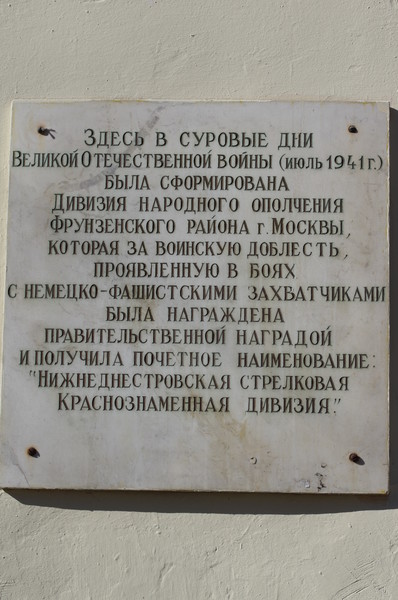 Здесь в суровые дни
Великой Отечественной войны (июль 1941 г.)
была сформирована
Дивизия народного ополчения
Фрунзенского района г. Москвы,
которая за воинскую доблесть,
проявленную в боях
с немецко-фашистскими захватчиками
была награждена
правительственной наградой
и получила почетное наименование:
"Нижнеднестровская стрелковая
Краснознаменная дивизия."